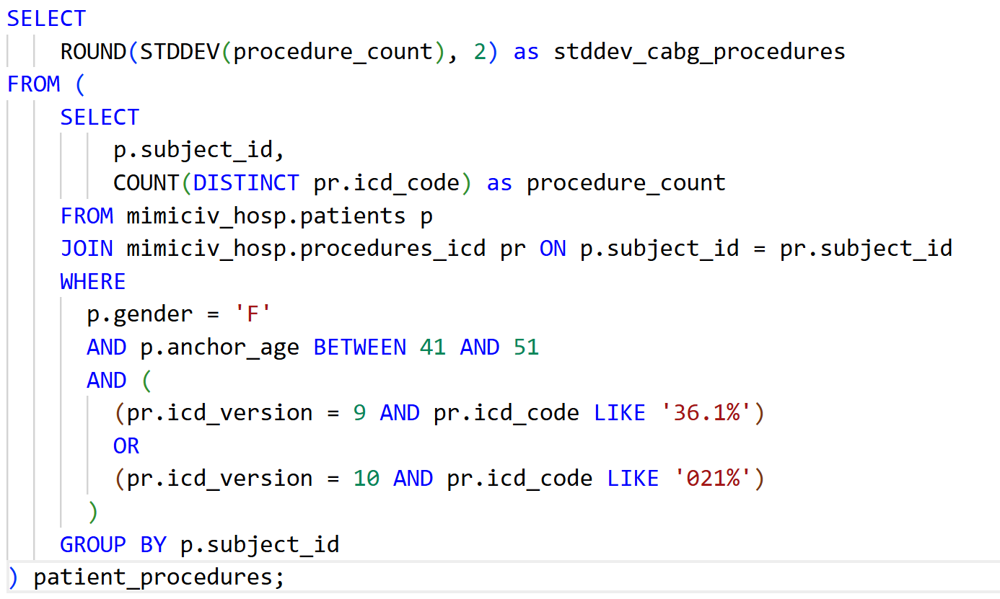 SELECT
ROUND(STDDEV(procedure_count), 2) as stddev_cabg_procedures
FROM (
SELECT
p.subject_id,
COUNT(DISTINCT pr.icd_code) as procedure_count
FROM mimiciv_hosp.patients p
JOIN mimiciv_hosp.procedures_icd pr ON p.subject_id = pr.subject_id
WHERE
p.gender = 'F'
AND p.anchor_age BETWEEN 41 AND 51
AND (
(pr.icd_version = 9 AND pr.icd_code LIKE '36.1%')
OR
(pr.icd_version = 10 AND pr.icd_code LIKE '021%')
)
GROUP BY p.subject_id
) patient_procedures;